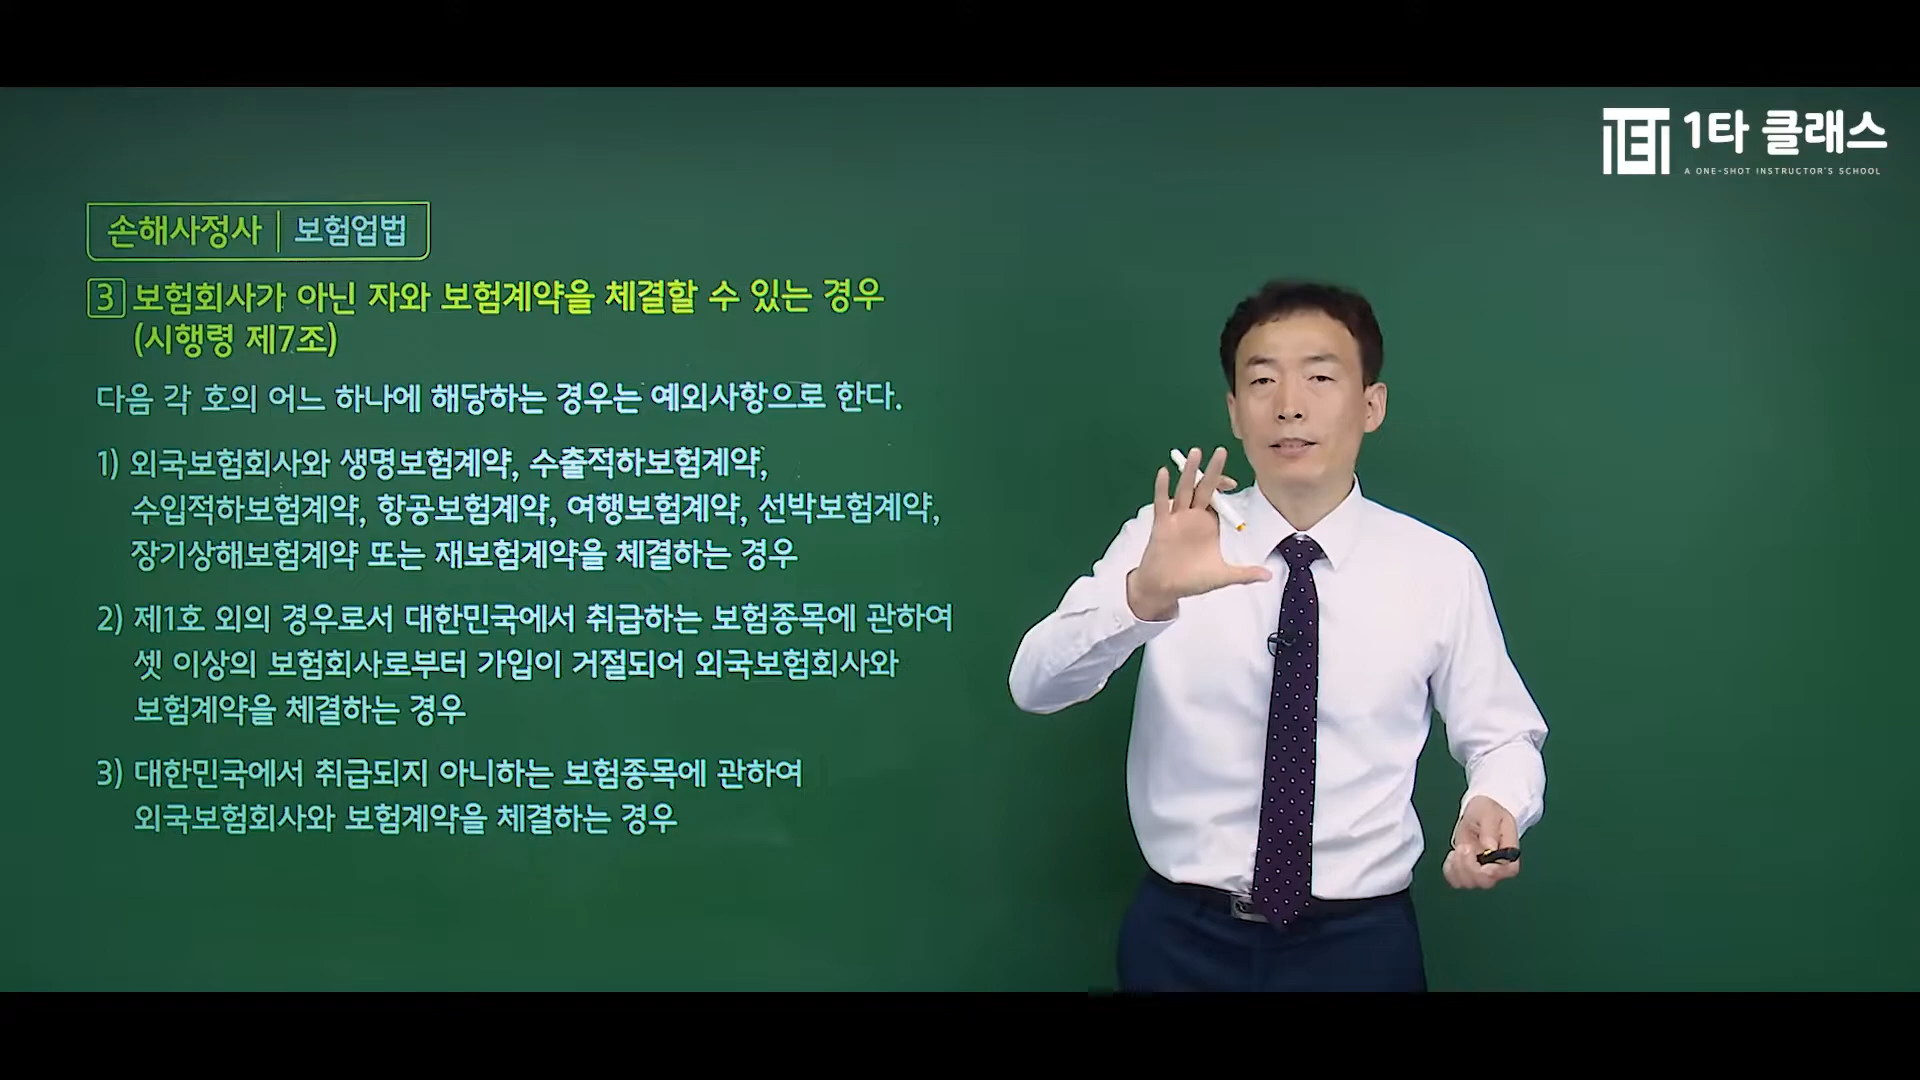 1타 클래스
A ONE-SHOT INSTRUCTOR'S SCHOOL
손해사정사 | 보험업법
3 보험회사가 아닌 자와 보험계약을 체결할 수 있는 경우
(시행령 제7조)
다음 각 호의 어느 하나에 해당하는 경우는 예외사항으로 한다.
1) 외국보험회사와 생명보험계약, 수출적하보험계약,
수입적하보험계약, 항공보험계약, 여행보험계약, 선박보험계약,
장기상해보험계약 또는 재보험계약을 체결하는 경우
2) 제1호 외의 경우로서 대한민국에서 취급하는 보험종목에 관하여
셋 이상의 보험회사로부터 가입이 거절되어 외국보험회사와
보험계약을 체결하는 경우
3) 대한민국에서 취급되지 아니하는 보험종목에 관하여
외국보험회사와 보험계약을 체결하는 경우